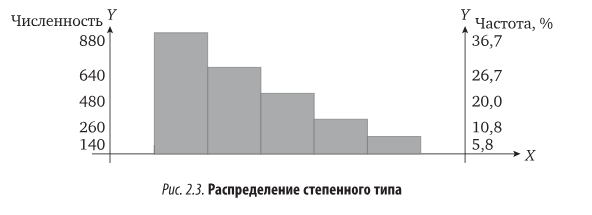 Численность Y
Y Частота, %
880
36,7
640
26,7
480
20,0
260
10,8
140
5,8
X
Рис. 2.3. Распределение степенного типа